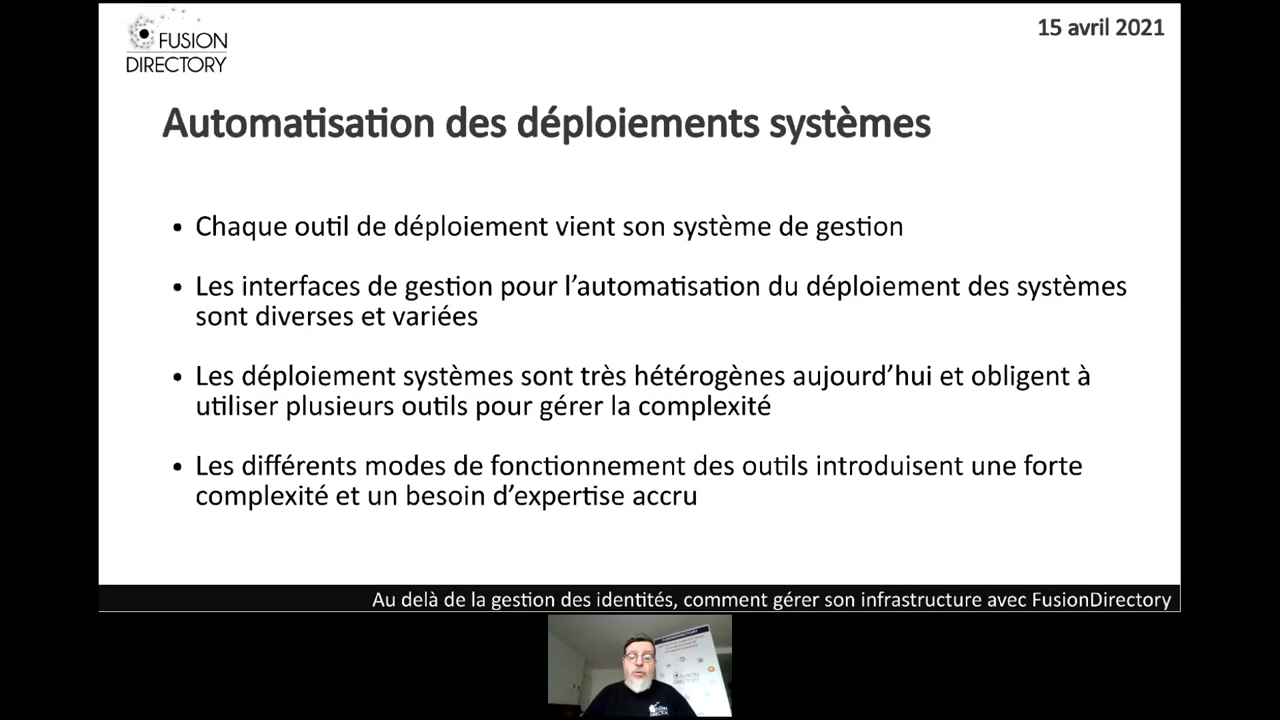 FUSION
DIRECTORY
15 avril 2021
Automatisation des déploiements systèmes
• Chaque outil de déploiement vient son système de gestion
• Les interfaces de gestion pour l’automatisation du déploiement des systèmes
sont diverses et variées
• Les déploiement systèmes sont très hétérogènes aujourd’hui et obligent à
utiliser plusieurs outils pour gérer la complexité
• Les différents modes de fonctionnement des outils introduisent une forte
complexité et un besoin d’expertise accru
Au delà de la gestion des identités, comment gérer son infrastructure avec FusionDirectory
FUSION
DIRECTORY
FUSION
DIRECTORY